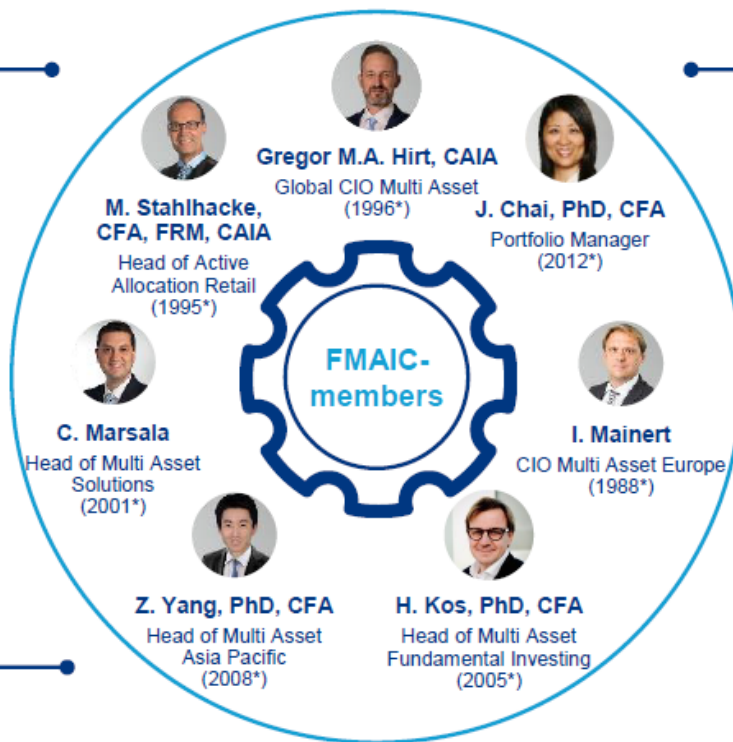 Gregor M.A. Hirt, CAIA
Global CIO Multi Asset
(1996*)
M. Stahlhacke,
CFA, FRM, CAIA
Head of Active
Allocation Retail
(1995*)
J. Chai, PhD, CFA
Portfolio Manager
(2012*)
FMAIC-
members
C. Marsala
Head of Multi Asset
Solutions
(2001*)
I. Mainert
CIO Multi Asset Europe
(1988*)
Z. Yang, PhD, CFA
Head of Multi Asset
Asia Pacific
(2008*)
H. Kos, PhD, CFA
Head of Multi Asset
Fundamental Investing
(2005*)